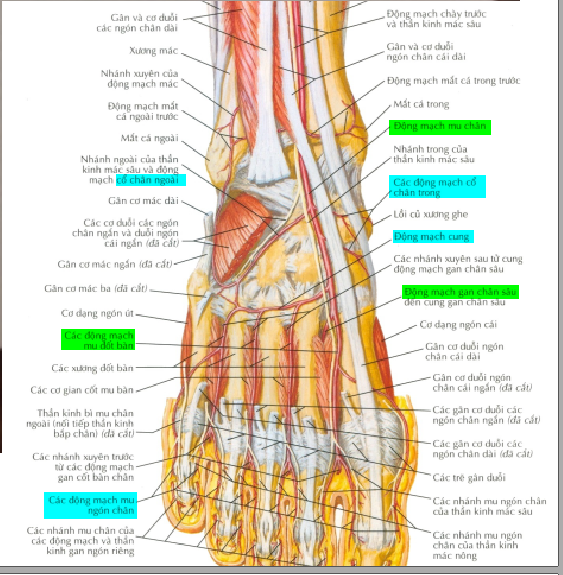 Gân và cơ duỗi
các ngón chân dài
Xương mác
Nhánh xuyên của
động mạch mác
Động mạch mắt
cá ngoài trước
Mắt cá ngoài
Nhánh ngoài của thần
kinh mác sâu và động
mạch cổ chân ngoài
Gân cơ mác dài
Các cơ duỗi các ngón
chân ngắn và duỗi ngón
cái ngắn (đã cắt)
Gân cơ mác ngắn (đã cắt)
Gân cơ mác ba (đã cắt)
Cơ dạng ngón út
Các động mạch
mu đốt bàn
Các xương đốt bàn
Các cơ gian cốt mu bàn
Thần kinh bì mu chân
ngoài (nối tiếp thần kinh
bắp chân) (đã cắt)
Các nhánh xuyên trước
từ các động mạch
gan cốt bàn chân
Các động mạch mu
ngón chân
Các nhánh mu chân của
các động mạch và thần
kinh gan ngón riêng
Động mạch chày trước
và thần kinh mác sâu
Gân và cơ duỗi
ngón chân cái dài
Động mạch mắt cá trong trước
Mắt cá trong
Động mạch mu chân
Nhánh trong của
thần kinh mác sâu
Các động mạch cổ
chân trong
Lồi củ xương ghe
Động mạch cung
Các nhánh xuyên sau từ cung
động mạch gan chân sâu
Động mạch gan chân sâu
đến cung gan chân sâu
Cơ dạng ngón cái
Gân cơ duỗi ngón
chân cái dài
Gân cơ duỗi ngón
chân cái ngắn (đã cắt)
Các gân cơ duỗi các
ngón chân ngắn (đã cắt)
Các gân cơ duỗi các
ngón chân dài (đã cắt)
Các trẽ gân duỗi
Các nhánh mu ngón chân
của thần kinh mác sâu
Các nhánh mu ngón
chân của thần kinh
mác nông